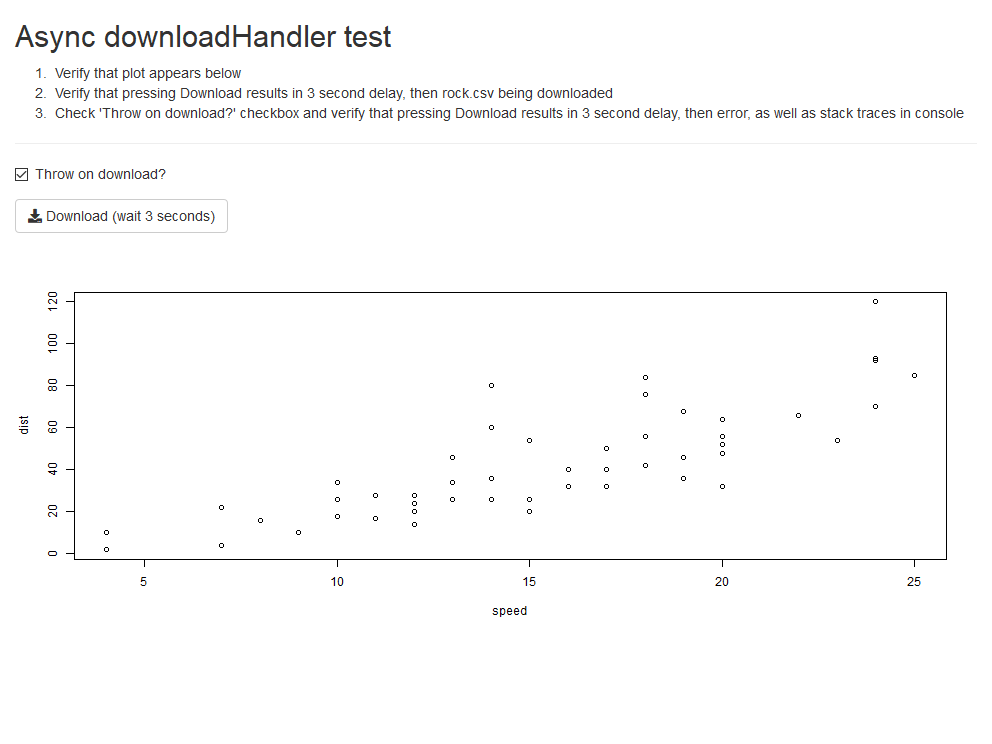 Async downloadHandler test
1. Verify that plot appears below
2. Verify that pressing Download results in 3 second delay, then rock.csv being downloaded
3. Check 'Throw on download?' checkbox and verify that pressing Download results in 3 second delay, then error, as well as stack traces in console
Throw on download?
Download (wait 3 seconds)
120
100
80
60
40
20
0
dist
5 10 15 20 25
speed